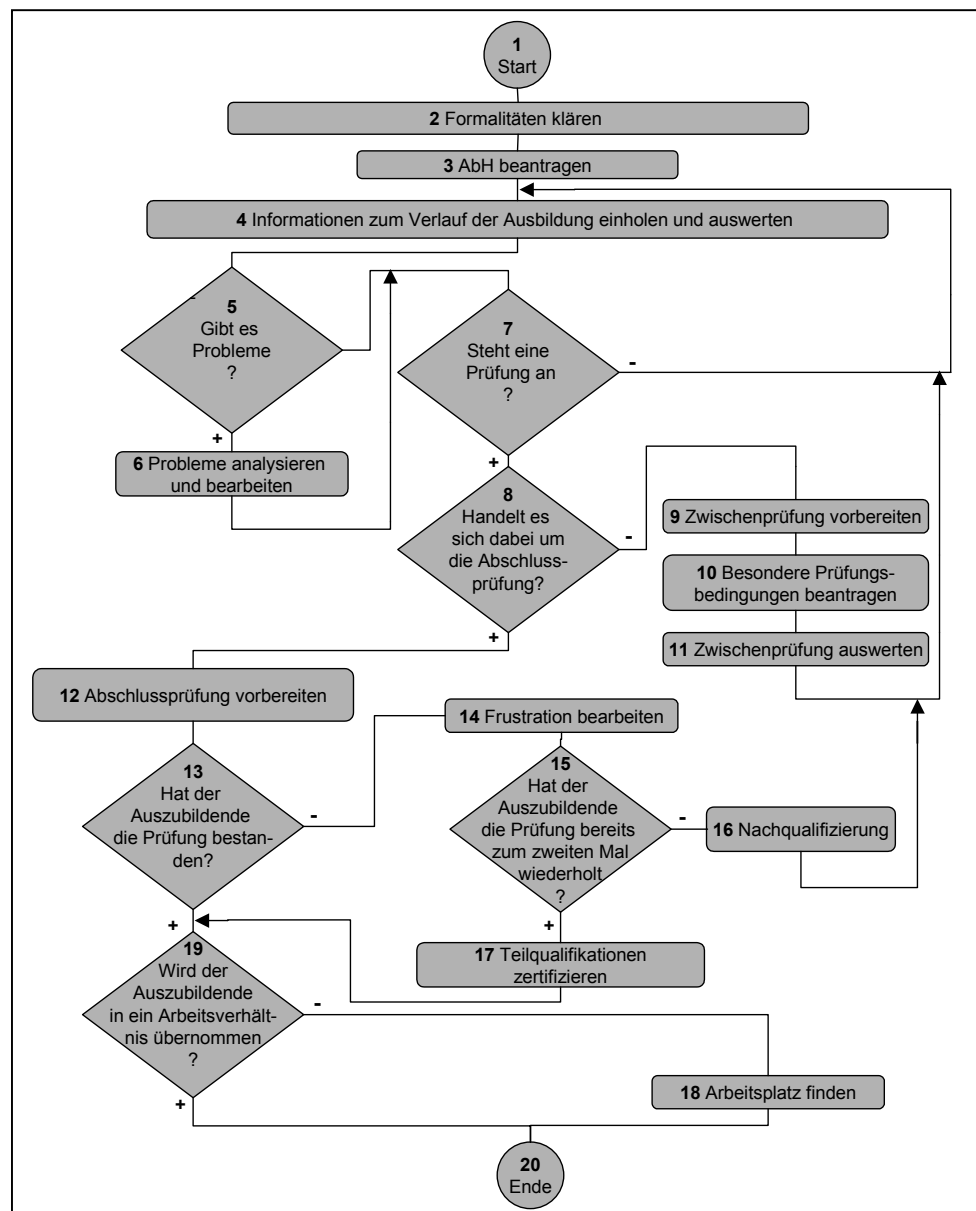 1
Start
2 Formalitäten klären
3 AbH beantragen
4 Informationen zum Verlauf der Ausbildung einholen und auswerten
5
Gibt es
Probleme
?
+
6 Probleme analysieren
und bearbeiten
7
Steht eine
Prüfung an
?
-
+
8
Handelt es
sich dabei um
die Abschluss-
prüfung?
-
+
9 Zwischenprüfung vorbereiten
10 Besondere Prüfungs-
bedingungen beantragen
11 Zwischenprüfung auswerten
12 Abschlussprüfung vorbereiten
13
Hat der
Auszubildende
die Prüfung bestan-
den?
-
+
14 Frustration bearbeiten
15
Hat der
Auszubildende
die Prüfung bereits
zum zweiten Mal
wiederholt
?
-
+
16 Nachqualifizierung
17 Teilqualifikationen
zertifizieren
19
Wird der
Auszubildende
in ein Arbeitsverhält-
nis übernommen
?
-
+
18 Arbeitsplatz finden
20
Ende